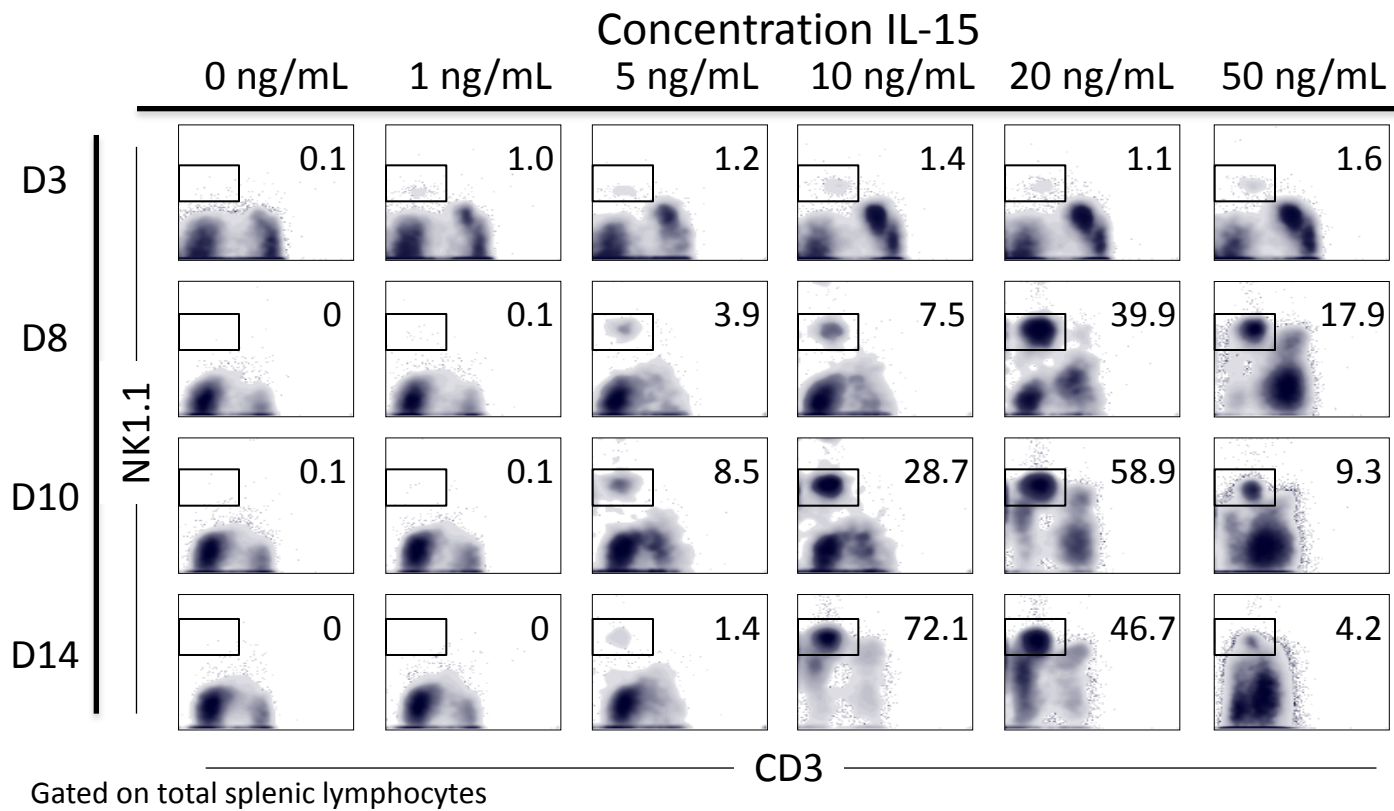 Concentration IL-15
0 ng/mL 1 ng/mL 5 ng/mL 10 ng/mL 20 ng/mL 50 ng/mL
D3 0.1 1.0 1.2 1.4 1.1 1.6
D8 0 0.1 3.9 7.5 39.9 17.9
NK1.1
D10 0.1 0.1 8.5 28.7 58.9 9.3
D14 0 0 1.4 72.1 46.7 4.2
CD3
Gated on total splenic lymphocytes